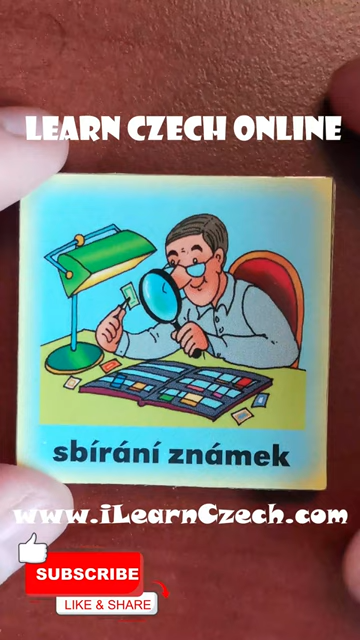 LEARN CZECH ONLINE
sbírání známek
www.iLearnCzech.com
SUBSCRIBE
LIKE & SHARE